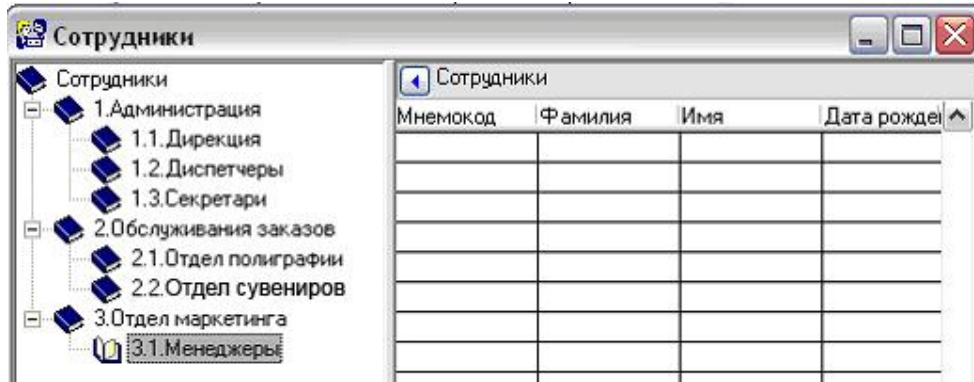 Сотрудники
Сотрудники
1.Администрация
1.1.Дирекция
1.2.Диспетчеры
1.3.Секретари
2.Обслуживания заказов
2.1.Отдел полиграфии
2.2.Отдел сувениров
3.Отдел маркетинга
3.1.Менеджеры
Сотрудники
Мнемокод Фамилия Имя Дата рожде